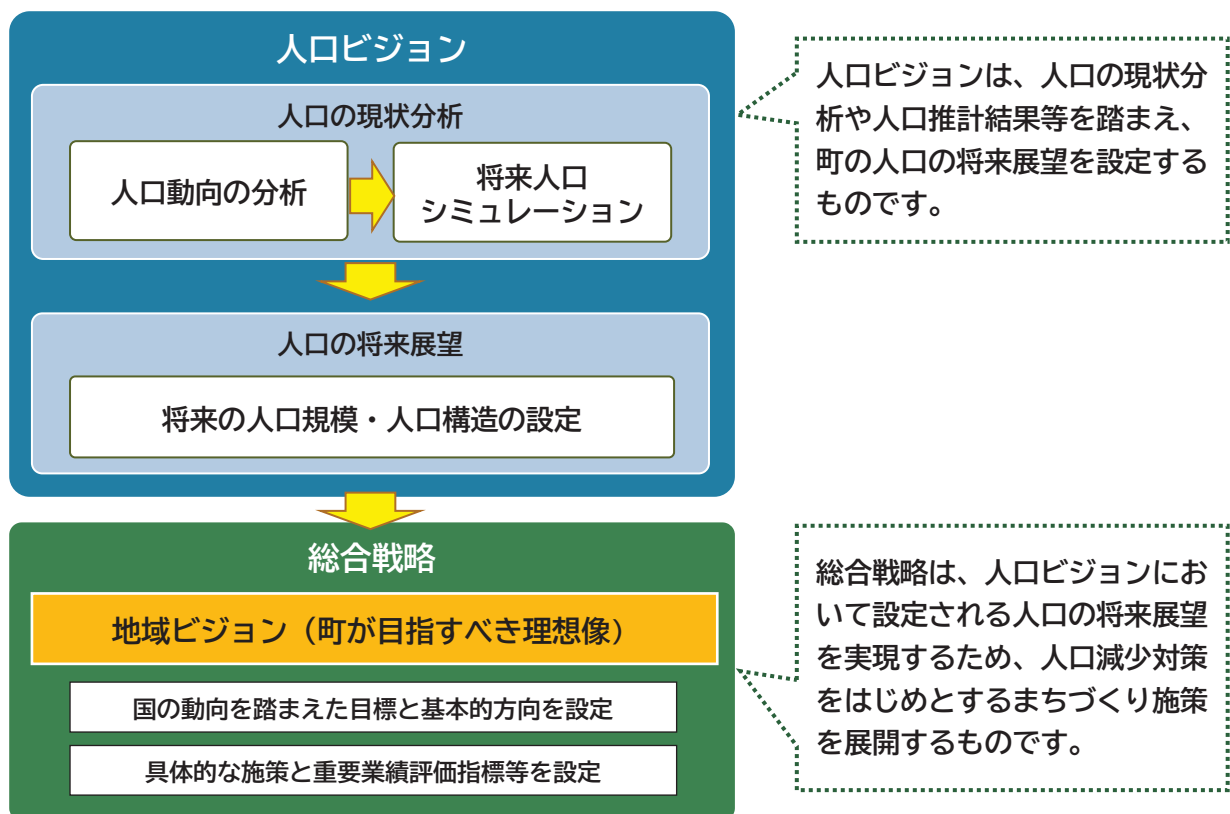 人口ビジョン
人口の現状分析
人口動向の分析
将来人口
シミュレーション
人口の将来展望
将来の人口規模・人口構造の設定
人口ビジョンは、人口の現状分
析や人口推計結果等を踏まえ、
町の人口の将来展望を設定する
ものです。
総合戦略
地域ビジョン（町が目指すべき理想像）
国の動向を踏まえた目標と基本的方向を設定
具体的な施策と重要業績評価指標等を設定
総合戦略は、人口ビジョンにお
いて設定される人口の将来展望
を実現するため、人口減少対策
をはじめとするまちづくり施策
を展開するものです。